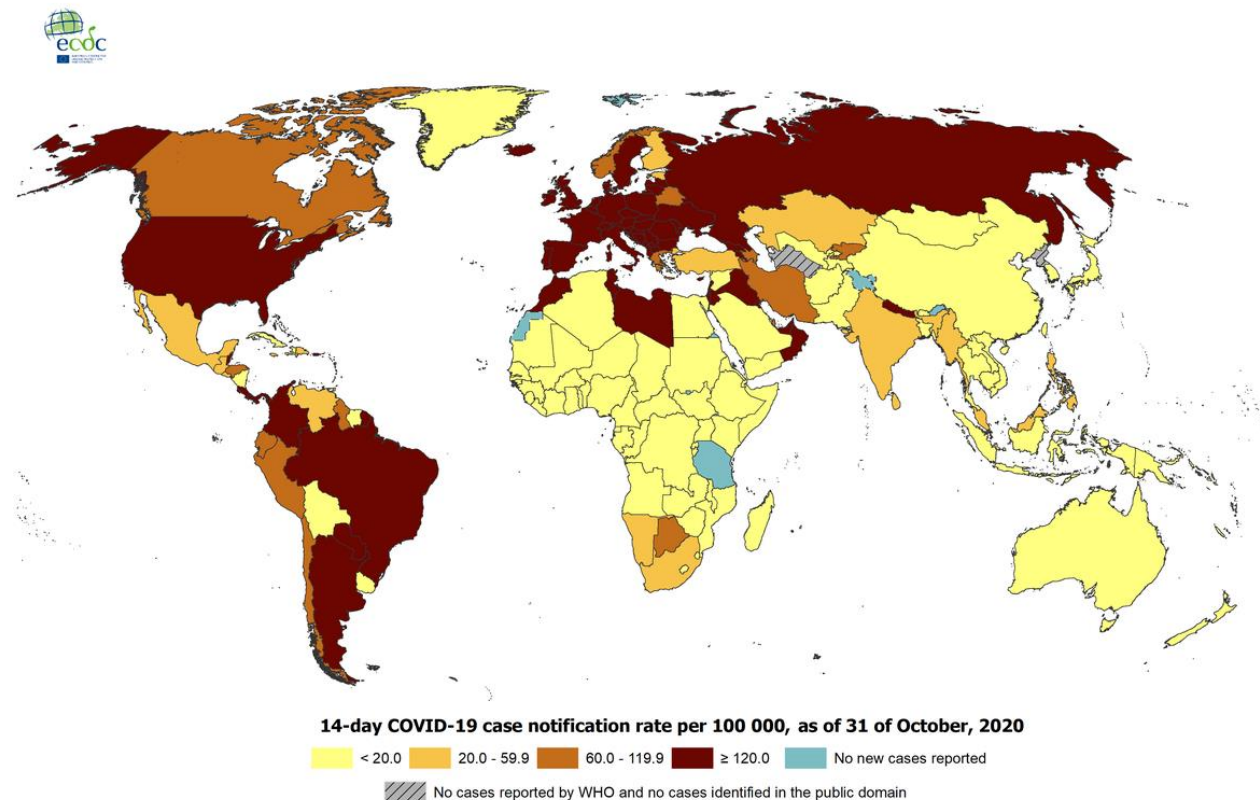 ecdc
14-day COVID-19 case notification rate per 100 000, as of 31 of October, 2020
< 20.0 20.0 - 59.9 60.0 - 119.9 ≥ 120.0 No new cases reported
No cases reported by WHO and no cases identified in the public domain